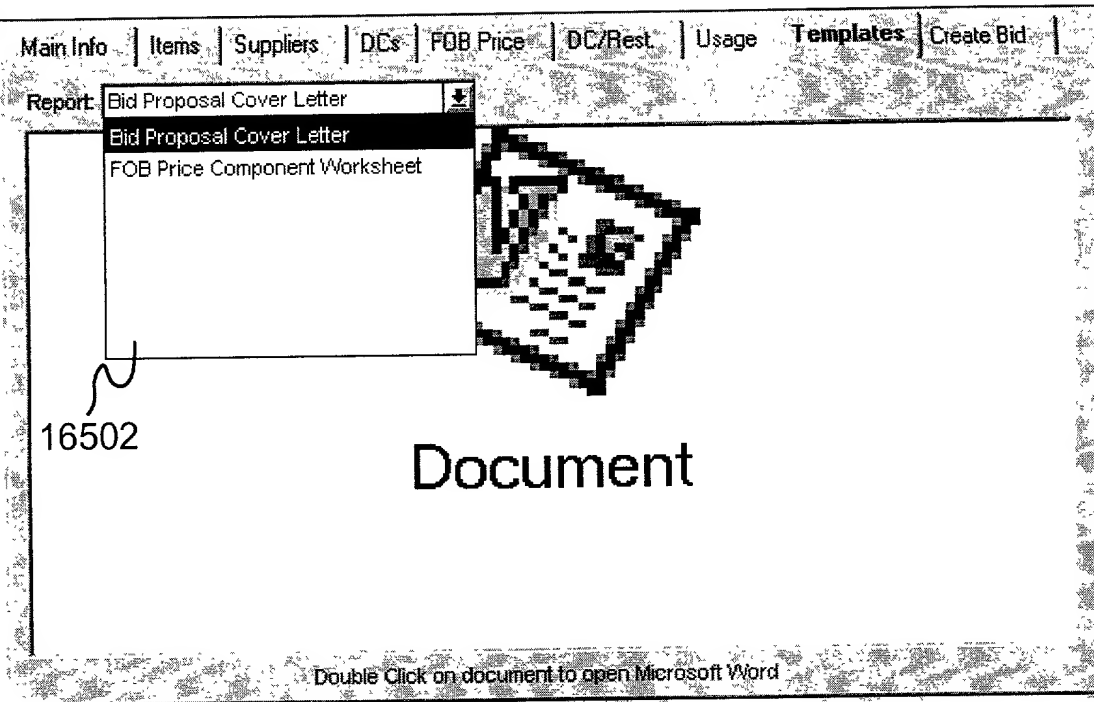 Main Info Items Suppliers DCs FOB Price DC/Rest. Usage Templates Create Bid
Report: Bid Proposal Cover Letter
Bid Proposal Cover Letter
FOB Price Component Worksheet
16502
Document
Double Click on document to open Microsoft Word